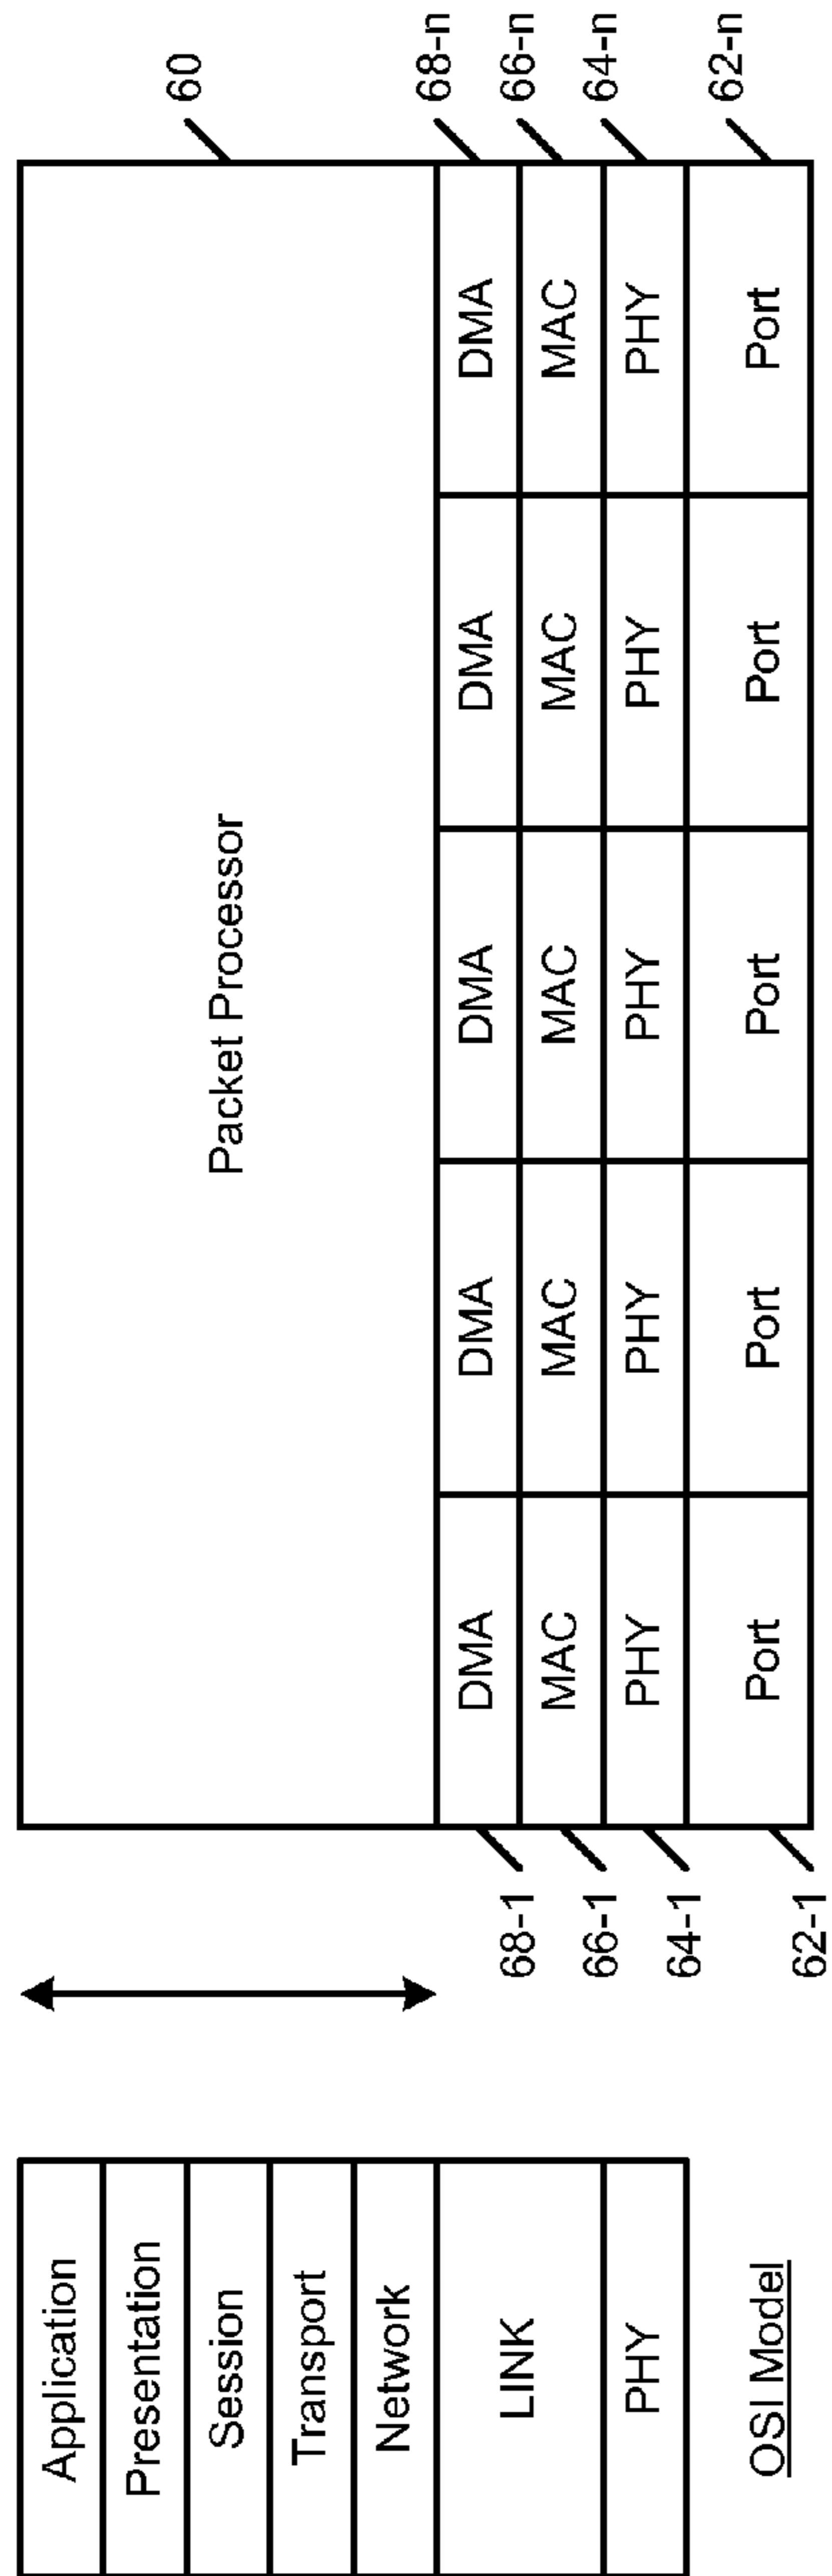 Application
Presentation
Session
Transport
Network
LINK
PHY
OSI Model
Packet Processor
60
DMA DMA DMA DMA DMA
68-1
68-n
MAC MAC MAC MAC MAC
66-1
66-n
PHY PHY PHY PHY PHY
64-1
64-n
Port Port Port Port Port
62-1
62-n